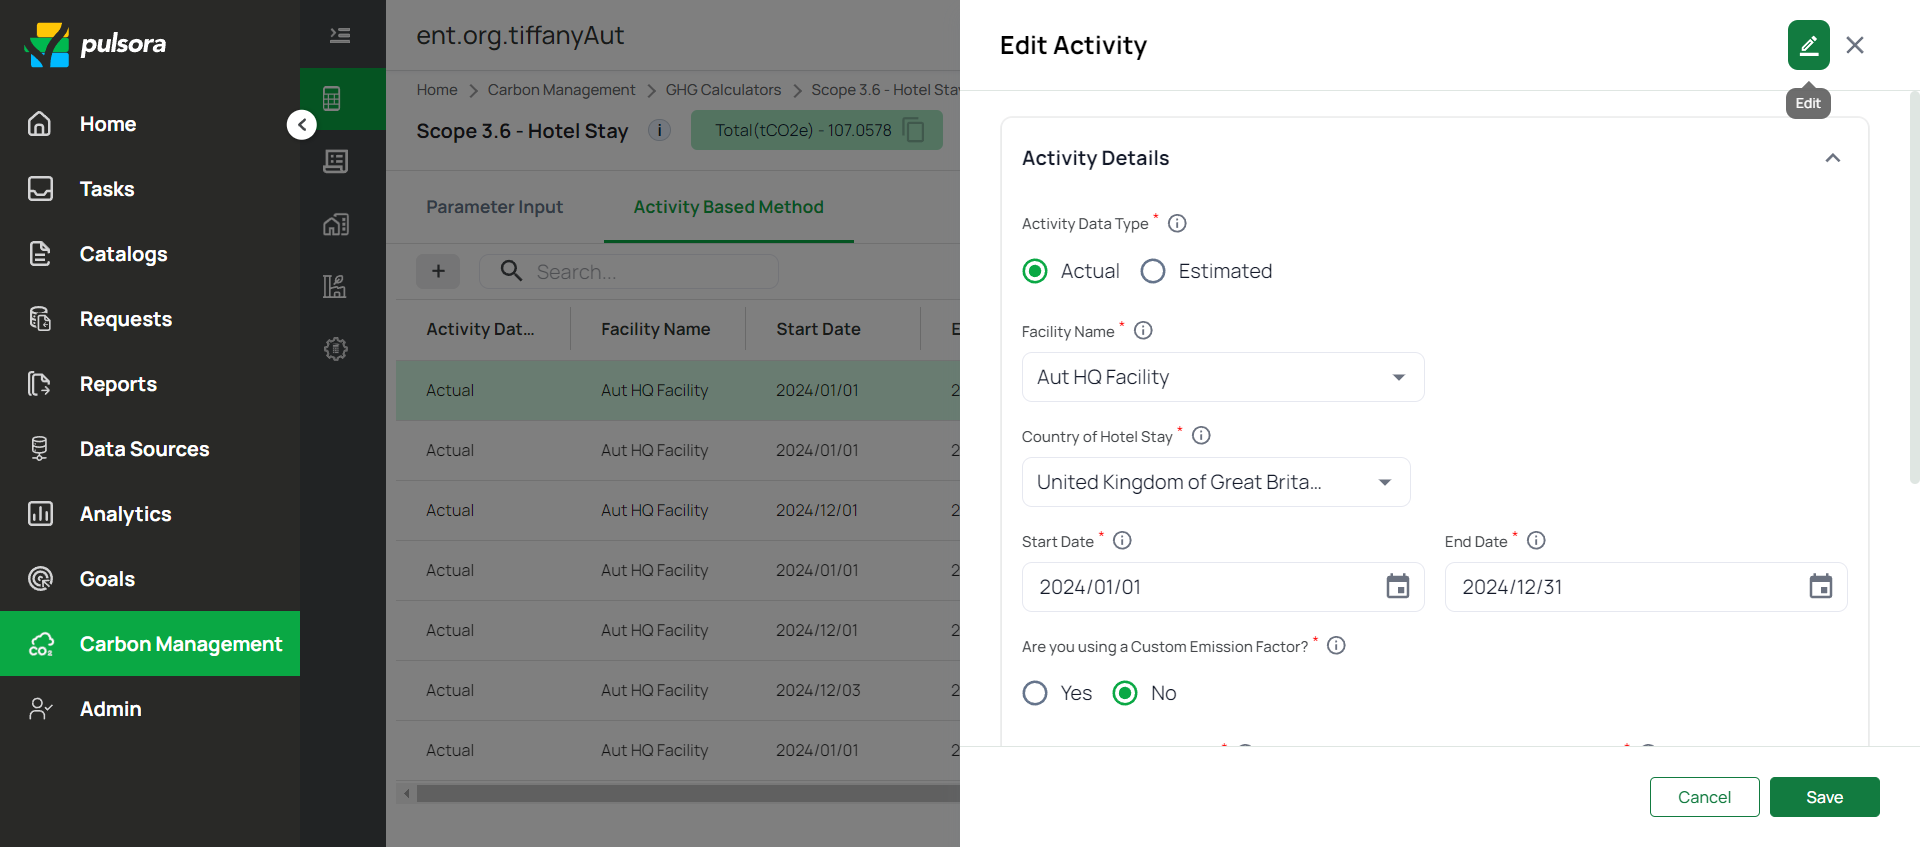 pulsora
Home
Tasks
Catalogs
Requests
Reports
Data Sources
Analytics
Goals
Carbon Management
Admin
ent.org.tiffanyAut
Home > Carbon Management > GHG Calculators > Scope 3.6 - Hotel Stay
Scope 3.6 - Hotel Stay
Total(tCO2e) - 107.0578
Parameter Input
Activity Based Method
+
Search...
Activity Dat... Facility Name Start Date E
Actual Aut HQ Facility 2024/01/01 2
Actual Aut HQ Facility 2024/01/01 2
Actual Aut HQ Facility 2024/12/01 2
Actual Aut HQ Facility 2024/01/01 2
Actual Aut HQ Facility 2024/12/01 2
Actual Aut HQ Facility 2024/12/03 2
Actual Aut HQ Facility 2024/01/01 2
Edit Activity
Edit
Activity Details
Activity Data Type *
Actual Estimated
Facility Name *
Aut HQ Facility
Country of Hotel Stay *
United Kingdom of Great Brita...
Start Date * End Date *
2024/01/01 2024/12/31
Are you using a Custom Emission Factor? *
Yes No
Cancel Save